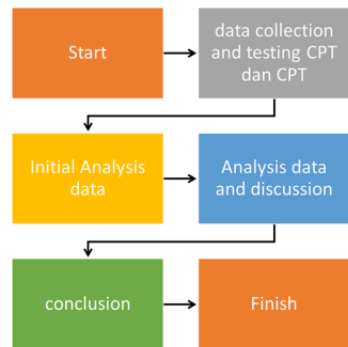 Start
data collection
and testing CPT
dan CPT
Initial Analysis
data
Analysis data
and discussion
conclusion
Finish